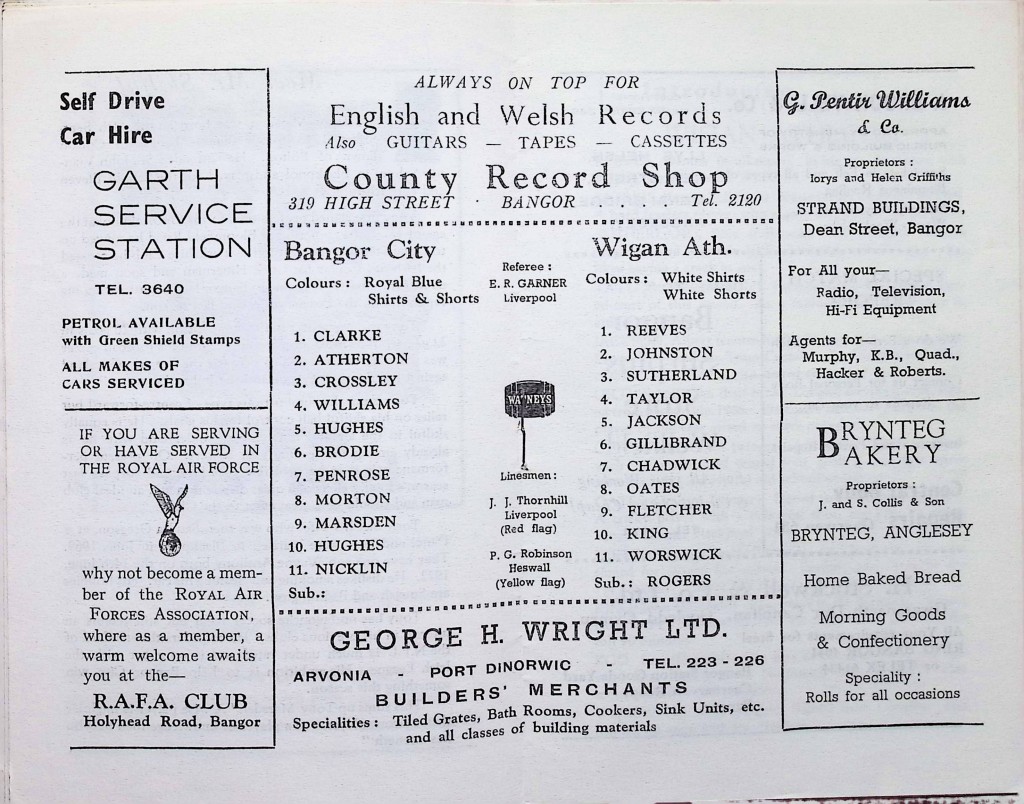 Self Drive
Car Hire
GARTH
SERVICE
STATION
TEL. 3640
PETROL AVAILABLE
with Green Shield Stamps
ALL MAKES OF
CARS SERVICED
IF YOU ARE SERVING
OR HAVE SERVED IN
THE ROYAL AIR FORCE
why not become a mem-
ber of the ROYAL AIR
FORCES ASSOCIATION,
where as a member, a
warm welcome awaits
you at the—
R.A.F.A. CLUB
Holyhead Road, Bangor
ALWAYS ON TOP FOR
English and Welsh Records
Also GUITARS — TAPES — CASSETTES
County Record Shop
319 HIGH STREET · BANGOR Tel. 2120
Bangor City
Colours : Royal Blue
Shirts & Shorts
1. CLARKE
2. ATHERTON
3. CROSSLEY
4. WILLIAMS
5. HUGHES
6. BRODIE
7. PENROSE
8. MORTON
9. MARSDEN
10. HUGHES
11. NICKLIN
Sub.:
Referee :
E. R. GARNER
Liverpool
WATNEYS
Linesmen :
J. J. Thornhill
Liverpool
(Red flag)
P. G. Robinson
Heswall
(Yellow flag)
Wigan Ath.
Colours : White Shirts
White Shorts
1. REEVES
2. JOHNSTON
3. SUTHERLAND
4. TAYLOR
5. JACKSON
6. GILLIBRAND
7. CHADWICK
8. OATES
9. FLETCHER
10. KING
11. WORSWICK
Sub.: ROGERS
GEORGE H. WRIGHT LTD.
ARVONIA - PORT DINORWIC - TEL. 223 - 226
BUILDERS' MERCHANTS
Specialities : Tiled Grates, Bath Rooms, Cookers, Sink Units, etc.
and all classes of building materials
G. Pentir Williams
& Co.
Proprietors :
Iorys and Helen Griffiths
STRAND BUILDINGS,
Dean Street, Bangor
For All your—
Radio, Television,
Hi-Fi Equipment
Agents for—
Murphy, K.B., Quad.,
Hacker & Roberts.
BRYNTEG
BAKERY
Proprietors :
J. and S. Collis & Son
BRYNTEG, ANGLESEY
Home Baked Bread
Morning Goods
& Confectionery
Speciality :
Rolls for all occasions